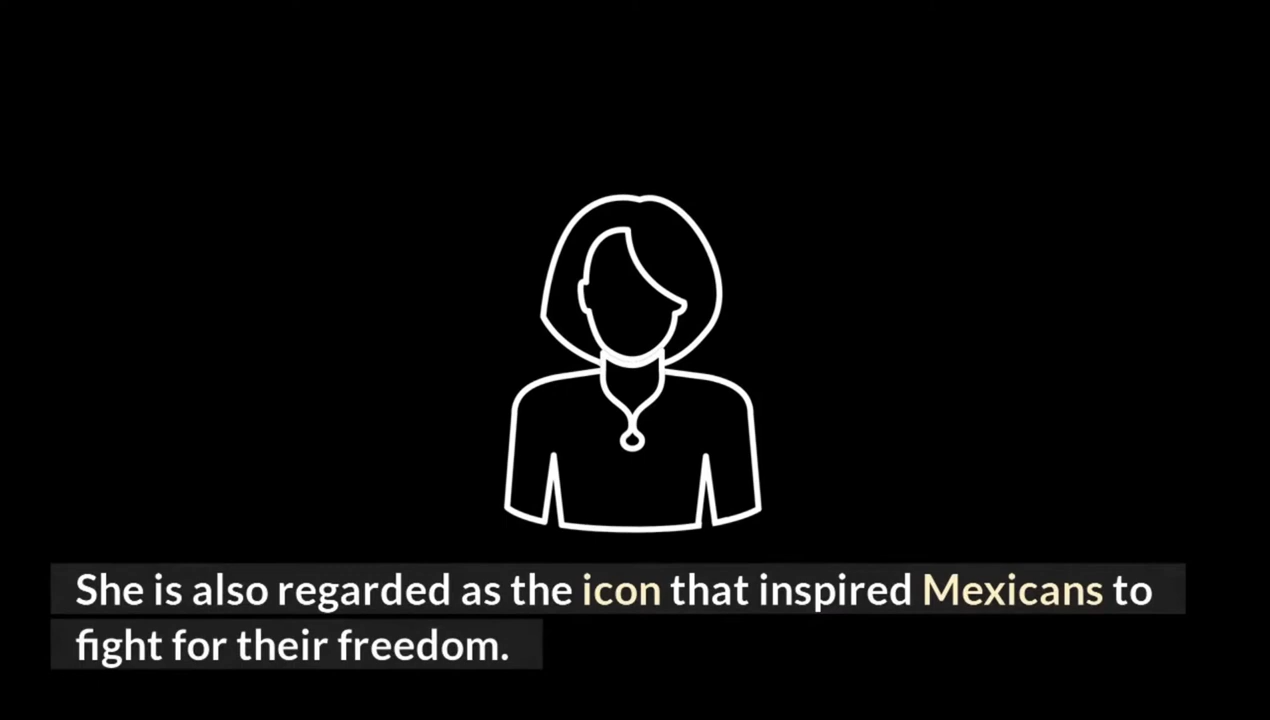 She is also regarded as the icon that inspired Mexicans to
fight for their freedom.